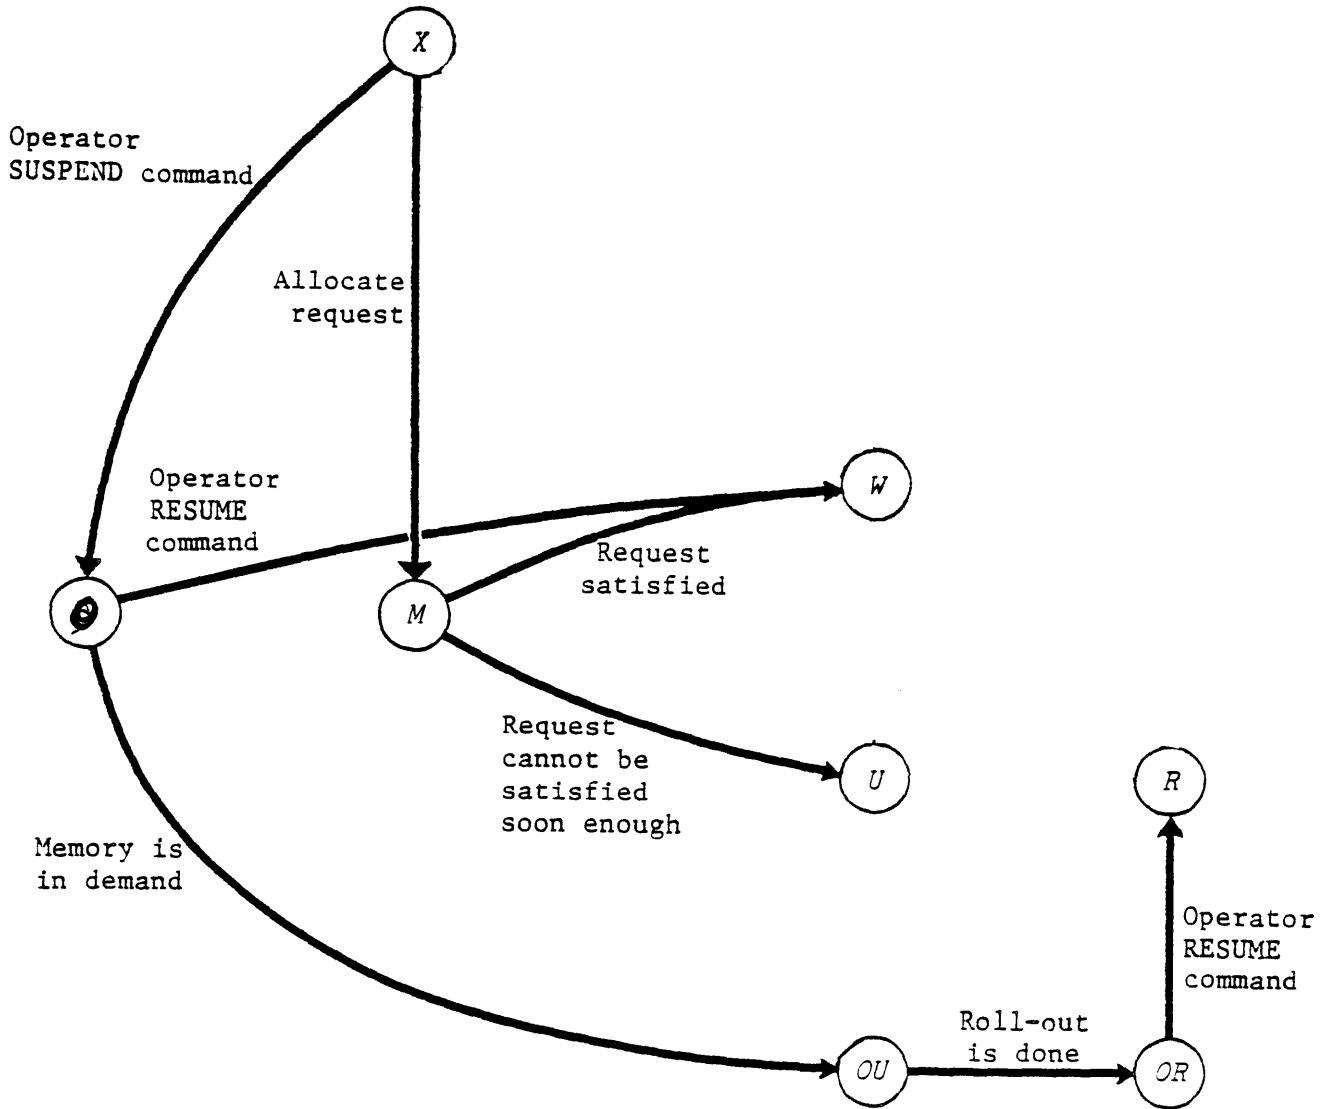 X
Operator
SUSPEND command
Allocate
request
Operator
RESUME
command
W
Request
satisfied
M
Request
cannot be
satisfied
soon enough
U
R
Memory is
in demand
Operator
RESUME
command
Roll-out
is done
OU
OR